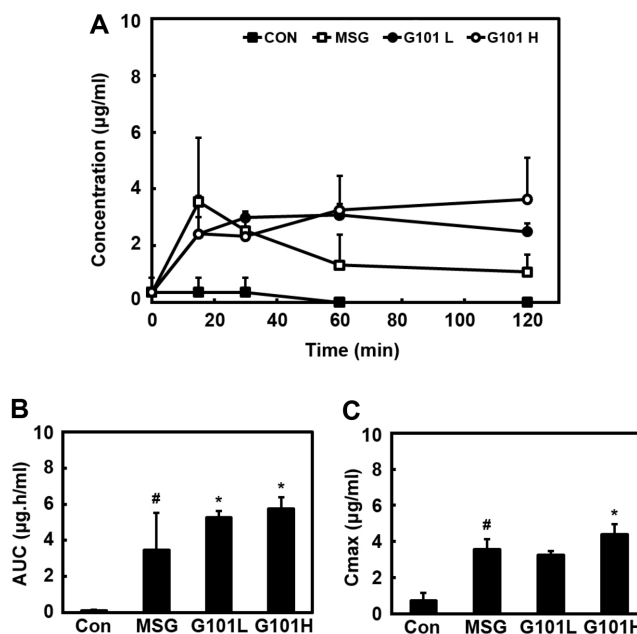 A
CON MSG G101 L G101 H
Concentration (µg/ml)
10
8
6
4
2
0
0 20 40 60 80 100 120
Time (min)
B
AUC (µg.h/ml)
10
8
6
4
2
0
#
*
*
Con MSG G101L G101H
C
Cmax (µg/ml)
10
8
6
4
2
0
#
*
Con MSG G101L G101H